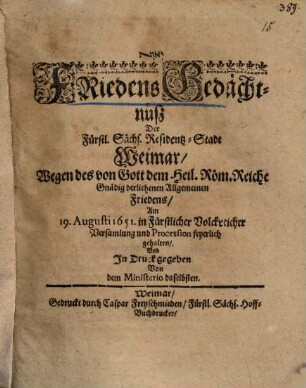 359.
15
Friedens Gedächt-
nuß
Der
Fürstl. Sächs. Residentz-Stadt
Weimar/
Wegen des von Gott dem Heil. Röm. Reiche
Gnädig verliehenen Allgemeinen
Friedens/
Am
19. Augusti 1651. in Fürstlicher Volckreicher
Versamlung und Procession feyerlich
gehalten/
Und
In Druck gegeben
Von
dem Ministerio daselbsten.
Weimar/
Gedruckt durch Caspar Freyschmieden/ Fürstl. Sächs. Hoff-
Buchdrucker/